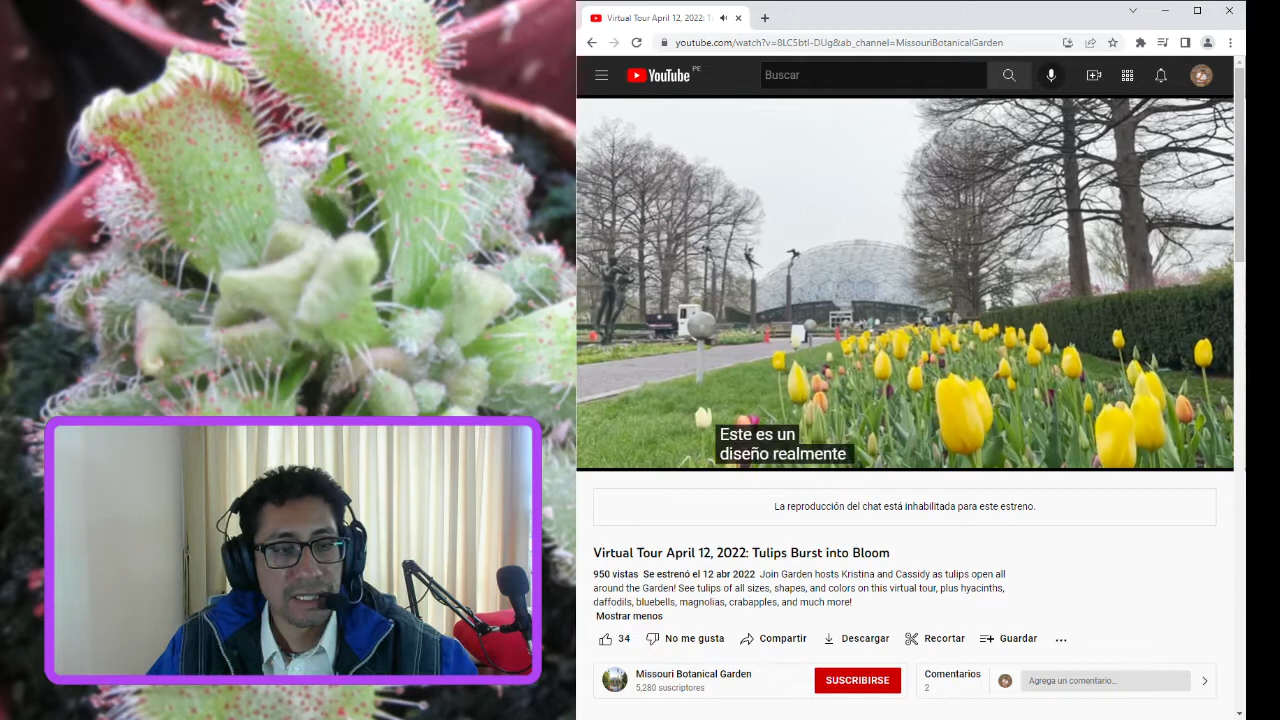 Virtual Tour April 12, 2022: T
youtube.com/watch?v=8LC5btI-DUg&ab_channel=MissouriBotanicalGarden
YouTube PE
Buscar
Este es un
diseño realmente
La reproducción del chat está inhabilitada para este estreno.
Virtual Tour April 12, 2022: Tulips Burst into Bloom
950 vistas Se estrenó el 12 abr 2022 Join Garden hosts Kristina and Cassidy as tulips open all
around the Garden! See tulips of all sizes, shapes, and colors on this virtual tour, plus hyacinths,
daffodils, bluebells, magnolias, crabapples, and much more!
Mostrar menos
34 No me gusta Compartir Descargar Recortar Guardar
Missouri Botanical Garden
5,280 suscriptores
SUSCRIBIRSE
Comentarios
2
Agrega un comentario...